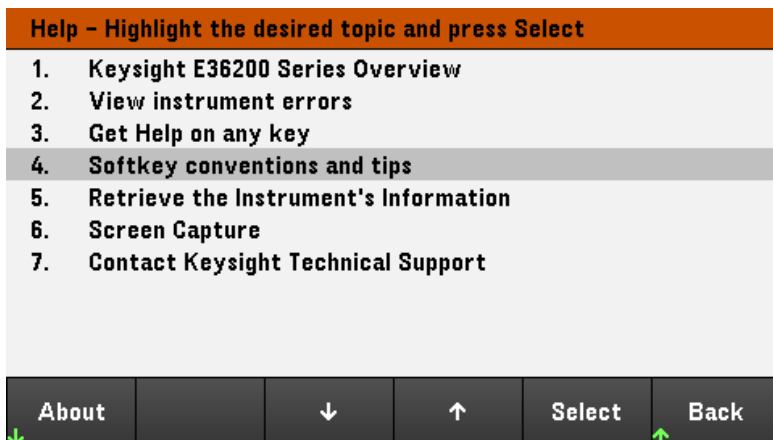 Help – Highlight the desired topic and press Select
1. Keysight E36200 Series Overview
2. View instrument errors
3. Get Help on any key
4. Softkey conventions and tips
5. Retrieve the Instrument's Information
6. Screen Capture
7. Contact Keysight Technical Support
About ↓ ↑ Select Back